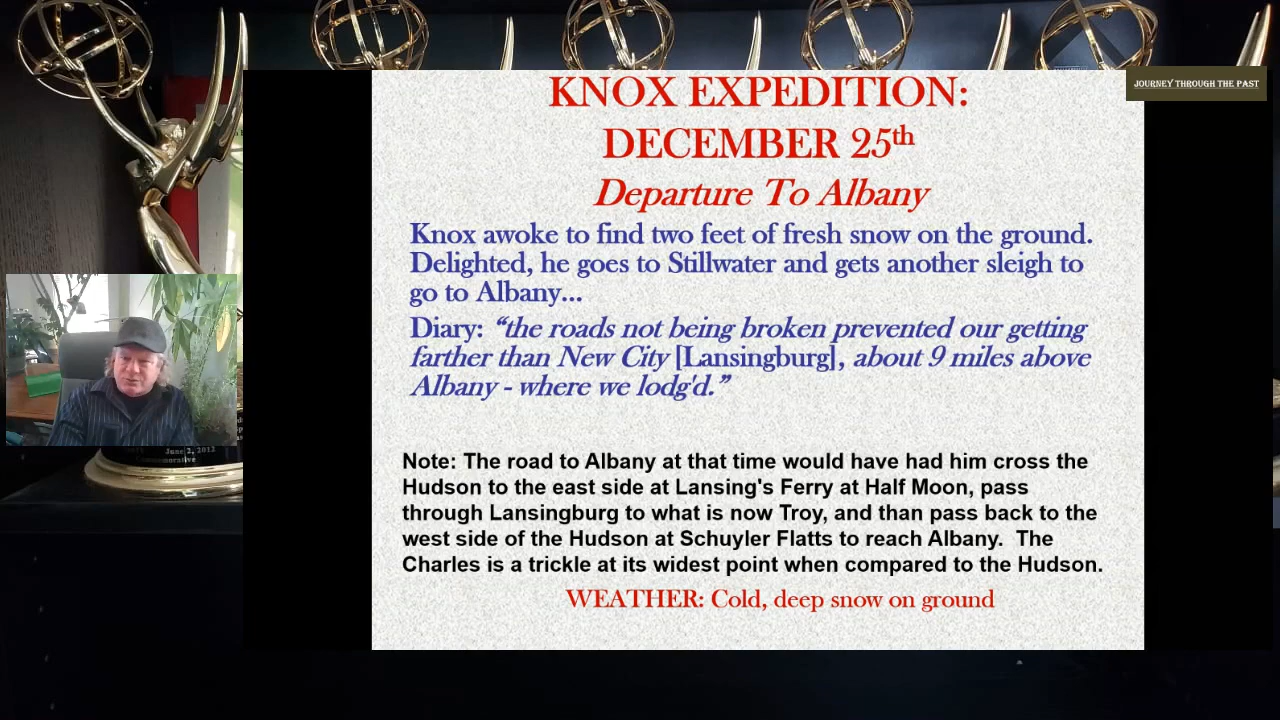 KNOX EXPEDITION:
DECEMBER 25th
Departure To Albany
JOURNEY THROUGH THE PAST
Knox awoke to find two feet of fresh snow on the ground.
Delighted, he goes to Stillwater and gets another sleigh to
go to Albany...
Diary: “the roads not being broken prevented our getting
farther than New City [Lansingburg], about 9 miles above
Albany - where we lodg'd.”
Note: The road to Albany at that time would have had him cross the
Hudson to the east side at Lansing's Ferry at Half Moon, pass
through Lansingburg to what is now Troy, and than pass back to the
west side of the Hudson at Schuyler Flatts to reach Albany. The
Charles is a trickle at its widest point when compared to the Hudson.
WEATHER: Cold, deep snow on ground
June 2, 2012
Commemorative